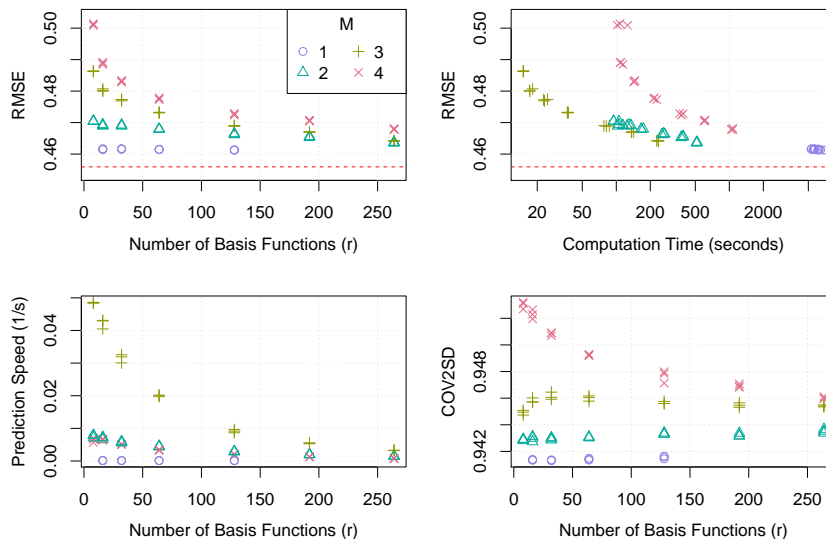 RMSE
0.46 0.48 0.50
M
1 3
2 4
0 50 100 150 200 250
Number of Basis Functions (r)
RMSE
0.46 0.48 0.50
20 50 200 500 2000
Computation Time (seconds)
Prediction Speed (1/s)
0.00 0.02 0.04
0 50 100 150 200 250
Number of Basis Functions (r)
COV2SD
0.942 0.948
0 50 100 150 200 250
Number of Basis Functions (r)